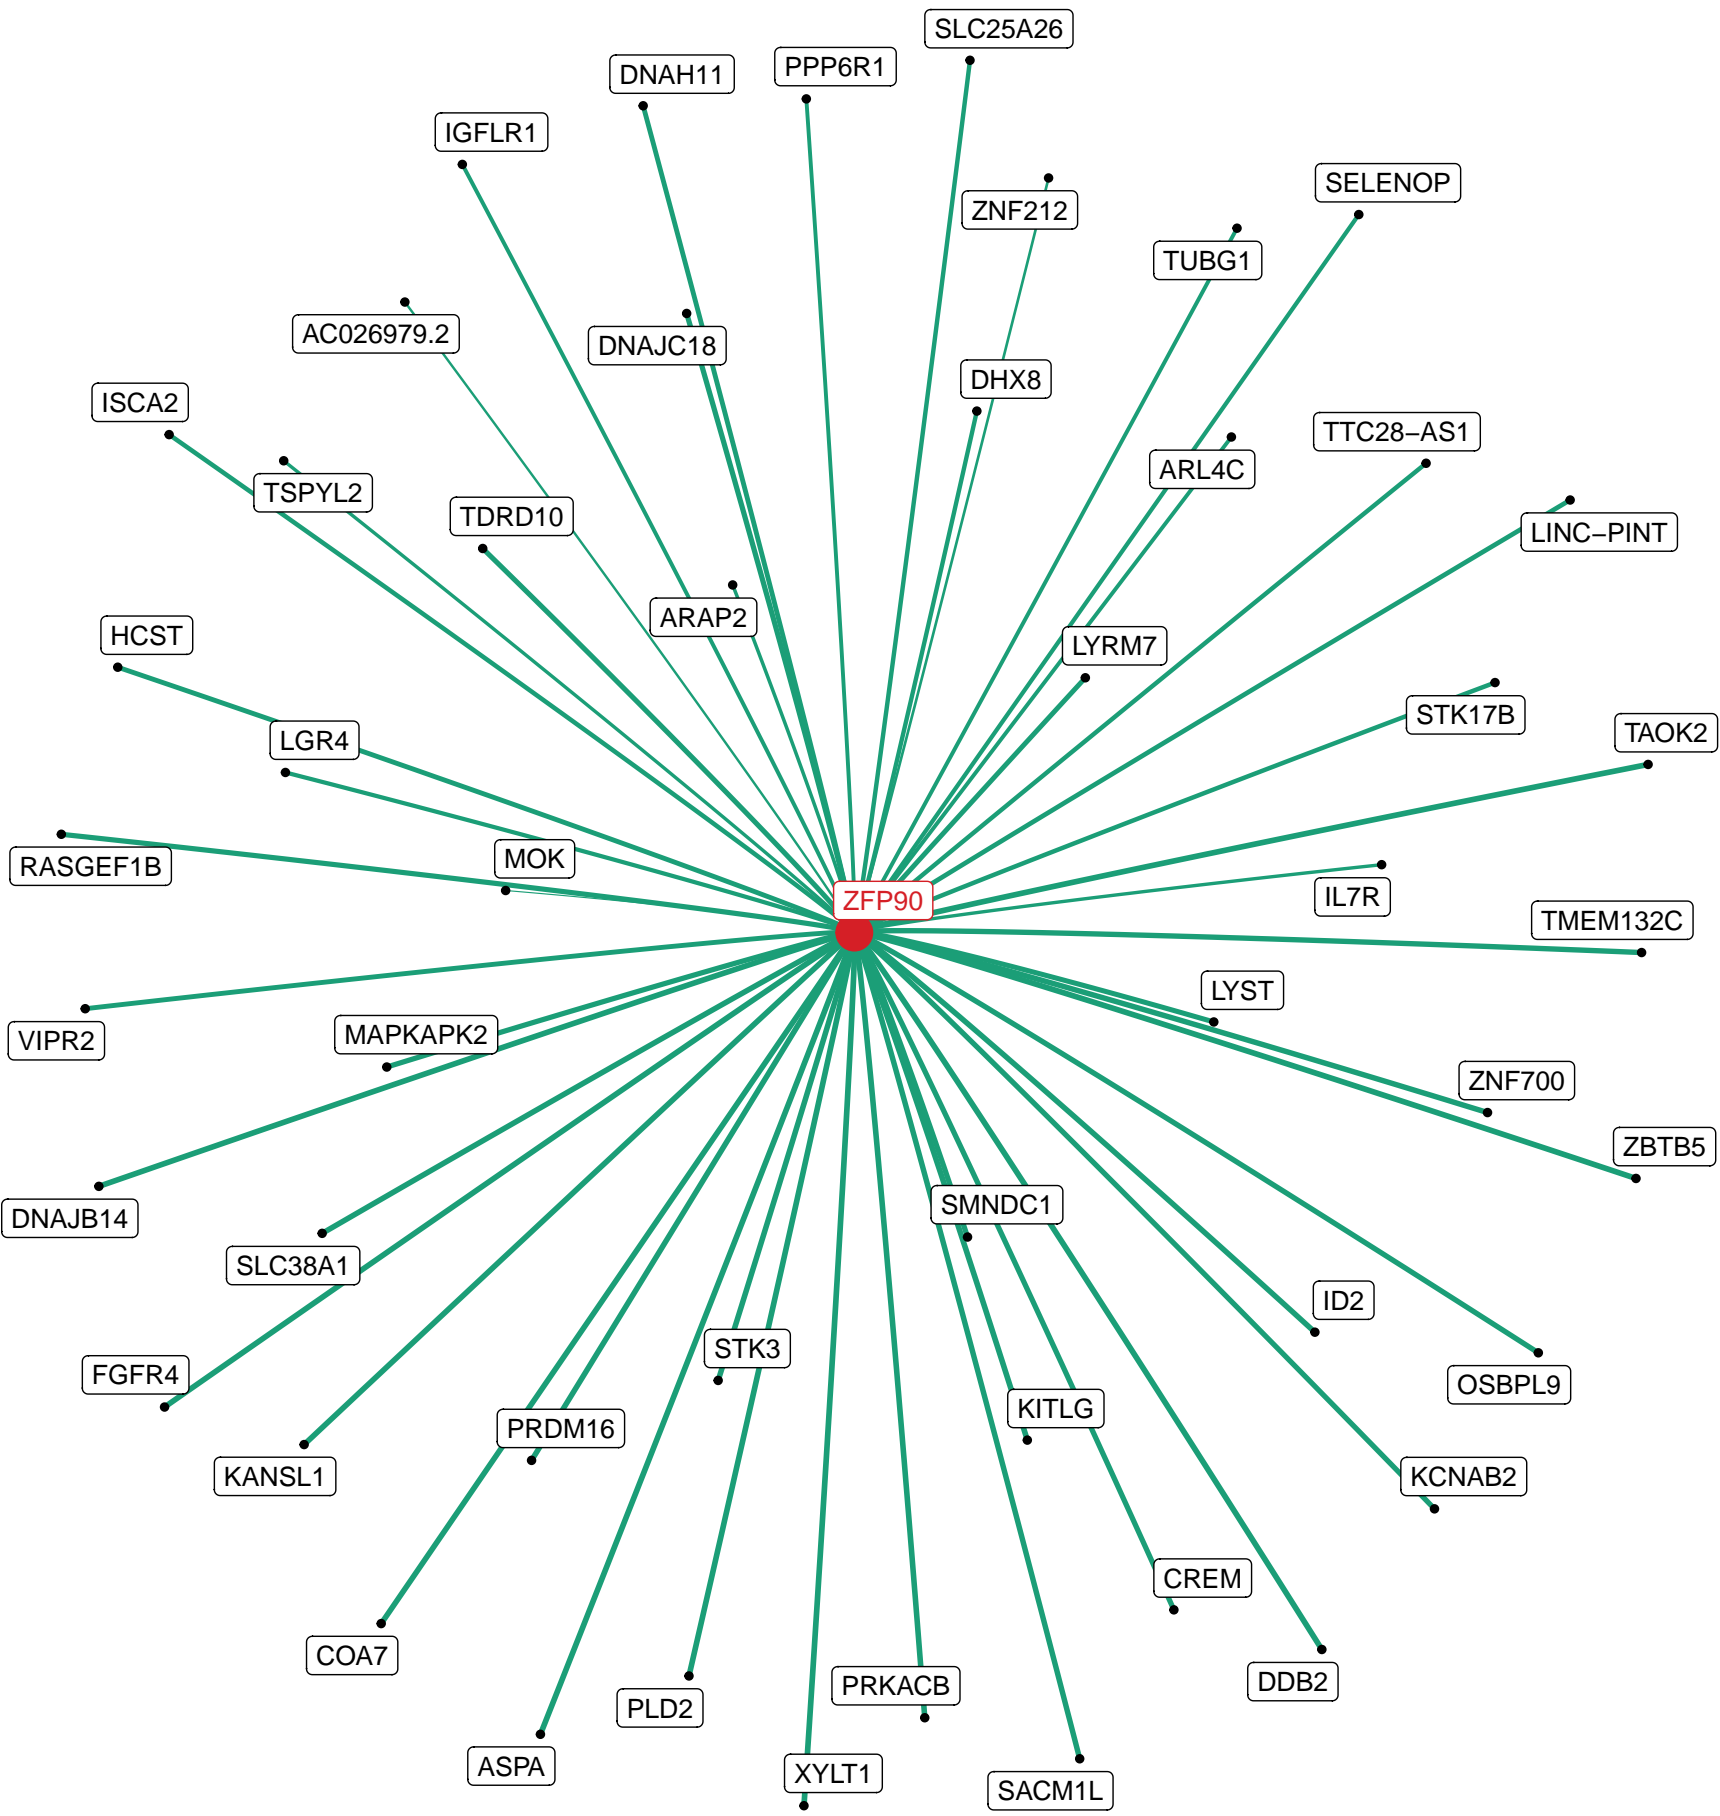 SLC25A26
PPP6R1
DNAH11
IGFLR1
SELENOP
ZNF212
TUBG1
AC026979.2
DNAJC18
DHX8
ISCA2
TTC28−AS1
ARL4C
TSPYL2
TDRD10
LINC−PINT
ARAP2
HCST
LYRM7
STK17B
TAOK2
LGR4
MOK
RASGEF1B
IL7R
ZFP90
TMEM132C
LYST
MAPKAPK2
VIPR2
ZNF700
ZBTB5
SMNDC1
DNAJB14
SLC38A1
ID2
STK3
FGFR4
OSBPL9
KITLG
PRDM16
KANSL1
KCNAB2
CREM
COA7
DDB2
PRKACB
PLD2
ASPA
XYLT1
SACM1L